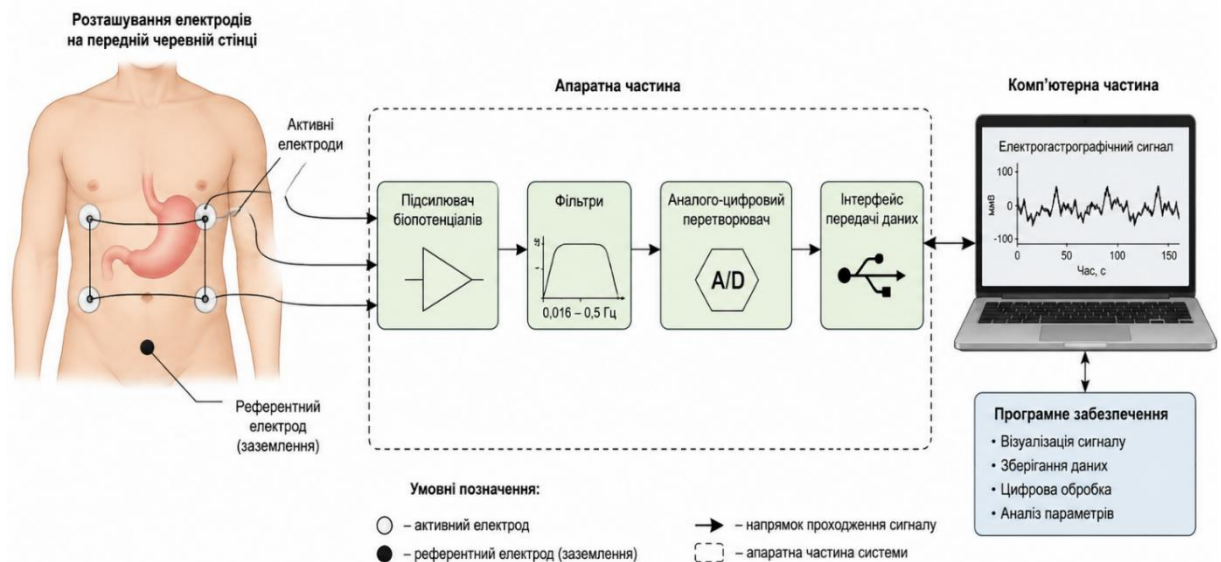 Розташування електродів
на передній черевній стінці
Активні
електроди
Референтний
електрод
(заземлення)
Апаратна частина
Підсилювач
біопотенціалів
Фільтри
0,016 – 0,5 Гц
Аналого-цифровий
перетворювач
A/D
Інтерфейс
передачі даних
Комп’ютерна частина
Електрогастрографічний сигнал
100
0
-100
ммВ
0
50
100
150
Час, с
Програмне забезпечення
• Візуалізація сигналу
• Зберігання даних
• Цифрова обробка
• Аналіз параметрів
Умовні позначення:
– активний електрод
– референтний електрод (заземлення)
– напрямок проходження сигналу
– апаратна частина системи